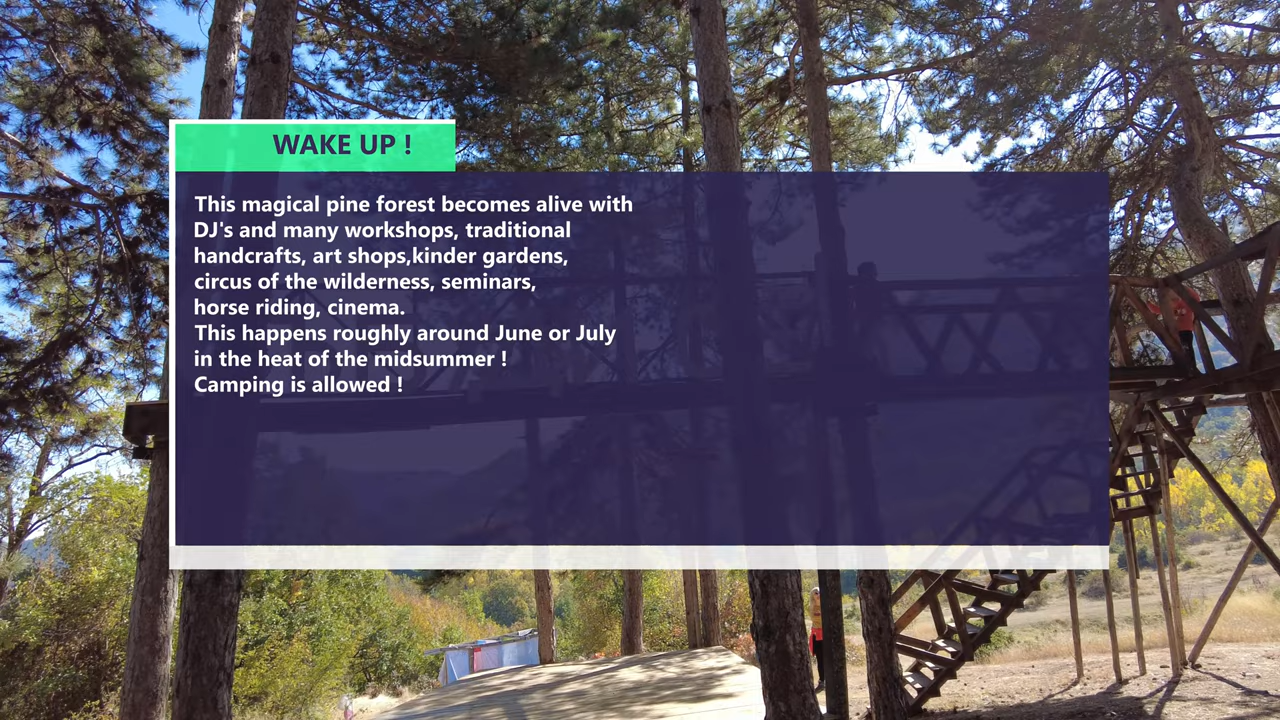 WAKE UP !
This magical pine forest becomes alive with
DJ's and many workshops, traditional
handcrafts, art shops,kinder gardens,
circus of the wilderness, seminars,
horse riding, cinema.
This happens roughly around June or July
in the heat of the midsummer !
Camping is allowed !